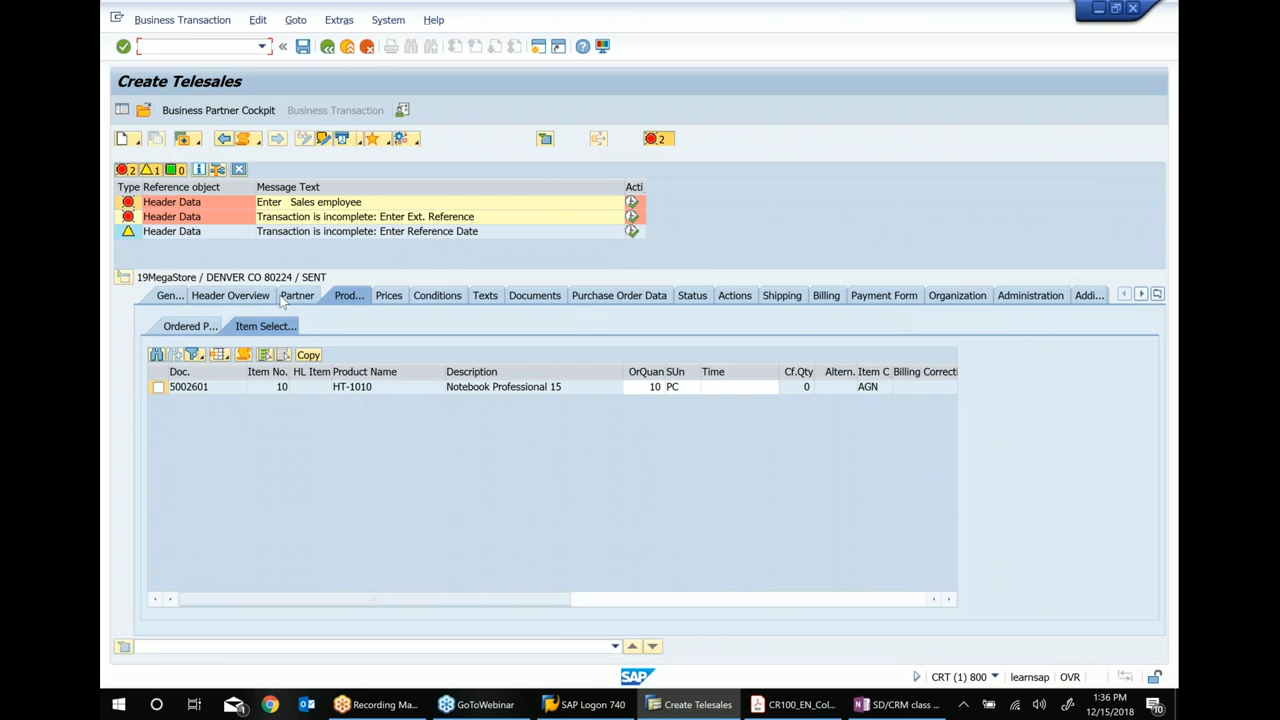 Business Transaction Edit Goto Extras System Help
Create Telesales
Business Partner Cockpit Business Transaction
2
2 1 0
Type Reference object Message Text Acti
Header Data Enter Sales employee
Header Data Transaction is incomplete: Enter Ext. Reference
Header Data Transaction is incomplete: Enter Reference Date
19MegaStore / DENVER CO 80224 / SENT
Gen... Header Overview Partner Prod... Prices Conditions Texts Documents Purchase Order Data Status Actions Shipping Billing Payment Form Organization Administration Addi...
Ordered P... Item Select...
Copy
Doc. Item No. HL Item Product Name Description OrQuan SUn Time Cf.Qty Altern. Item C Billing Correcti
5002601 10 HT-1010 Notebook Professional 15 10 PC 0 AGN
SAP CRT (1) 800 learnsap OVR
Recording Ma... GoToWebinar SAP Logon 740 Create Telesales CR100_EN_Col... SD/CRM class ... 1:36 PM
12/15/2018 10